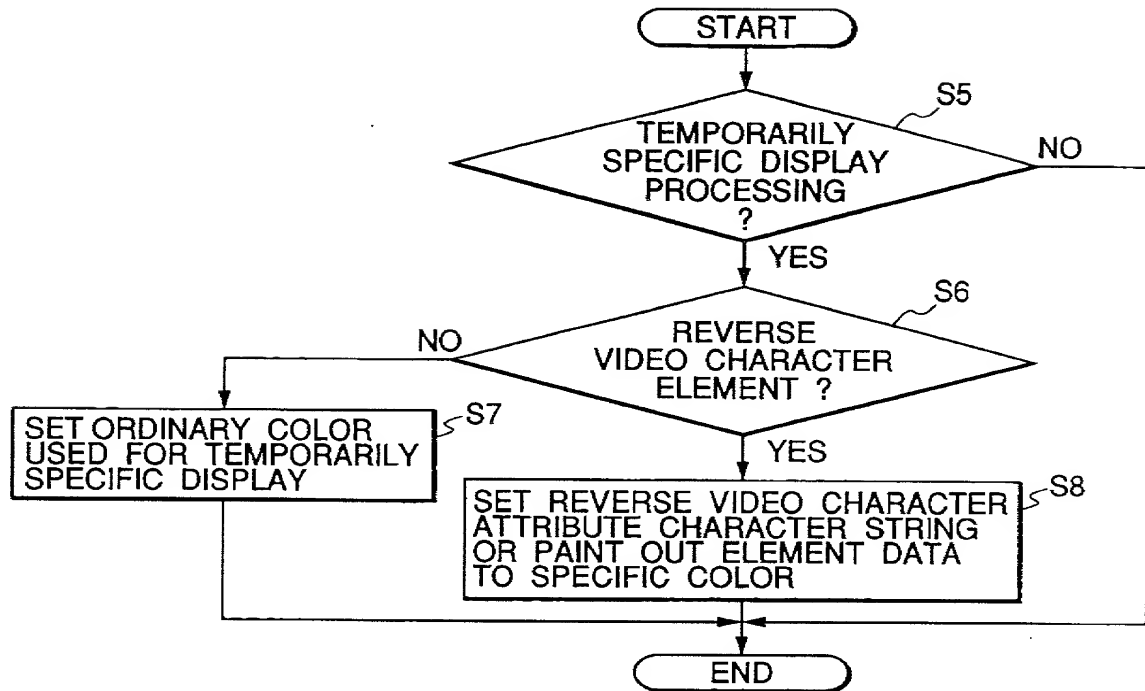 START
S5
TEMPORARILY
SPECIFIC DISPLAY
PROCESSING
?
NO
YES
S6
REVERSE
VIDEO CHARACTER
ELEMENT ?
NO
YES
S7
SET ORDINARY COLOR
USED FOR TEMPORARILY
SPECIFIC DISPLAY
S8
SET REVERSE VIDEO CHARACTER
ATTRIBUTE CHARACTER STRING
OR PAINT OUT ELEMENT DATA
TO SPECIFIC COLOR
END